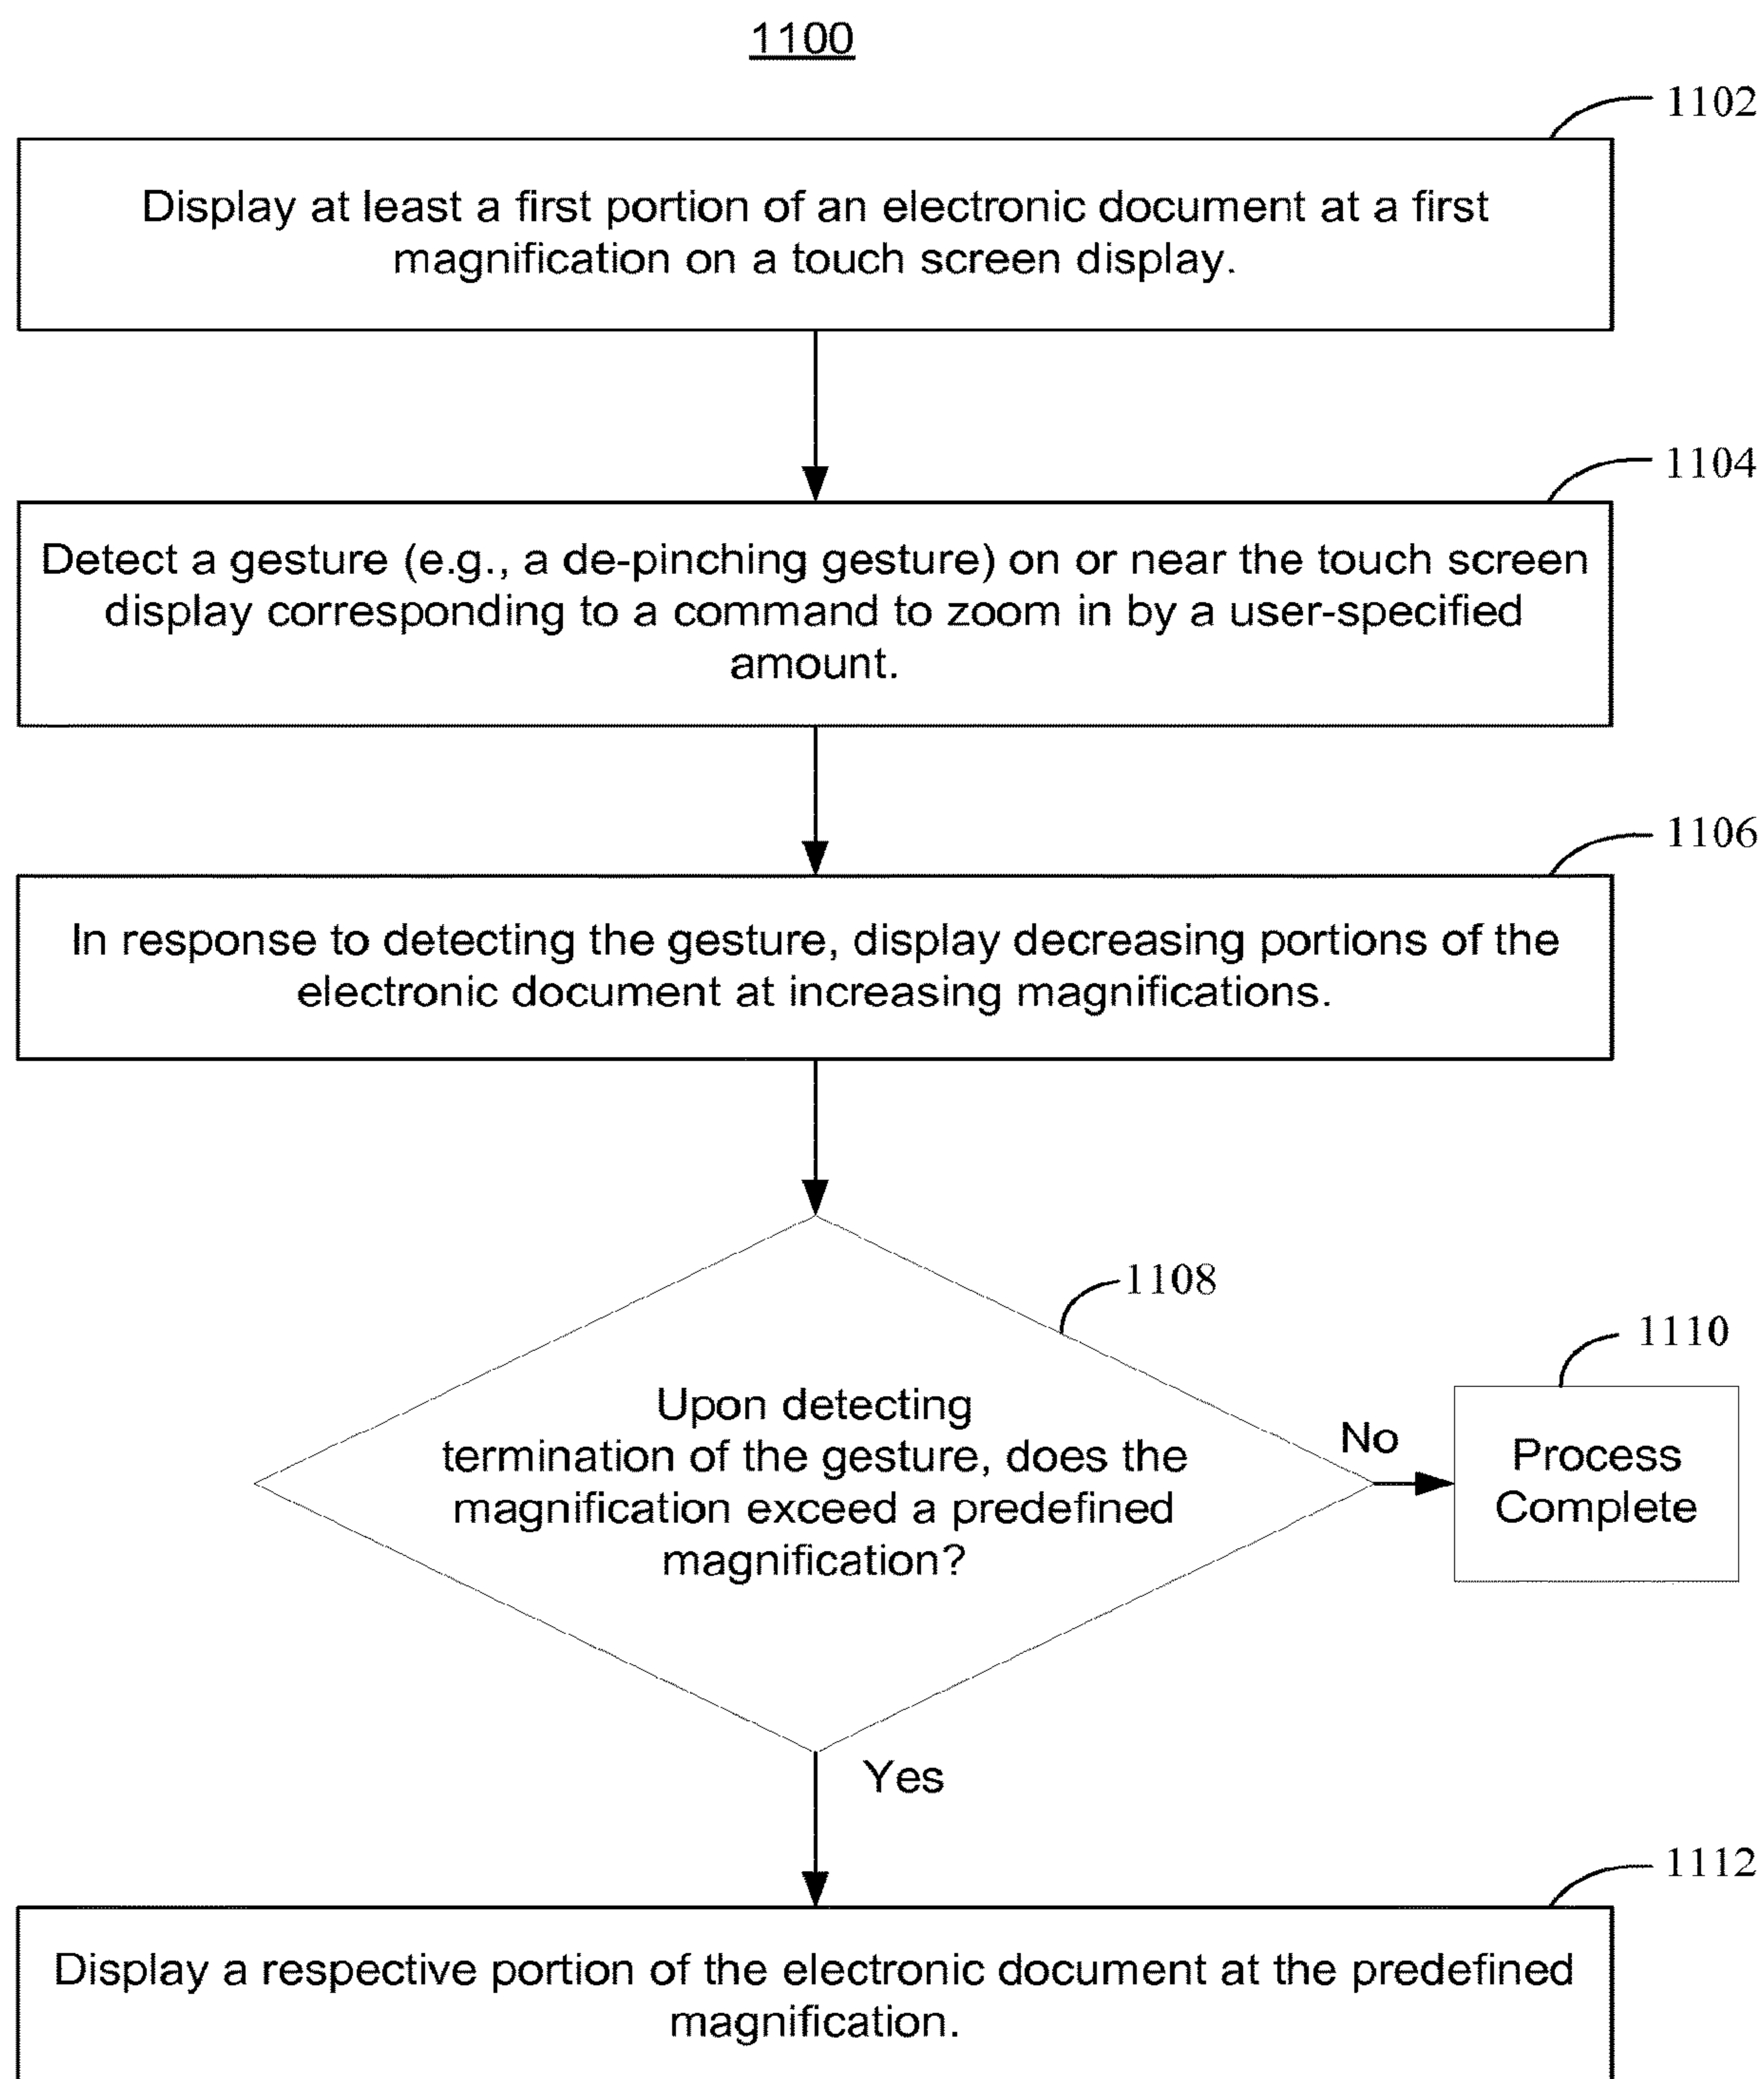 1100
1102
Display at least a first portion of an electronic document at a first
magnification on a touch screen display.
1104
Detect a gesture (e.g., a de-pinching gesture) on or near the touch screen
display corresponding to a command to zoom in by a user-specified
amount.
1106
In response to detecting the gesture, display decreasing portions of the
electronic document at increasing magnifications.
1108
Upon detecting
termination of the gesture, does the
magnification exceed a predefined
magnification?
No
1110
Process
Complete
Yes
1112
Display a respective portion of the electronic document at the predefined
magnification.